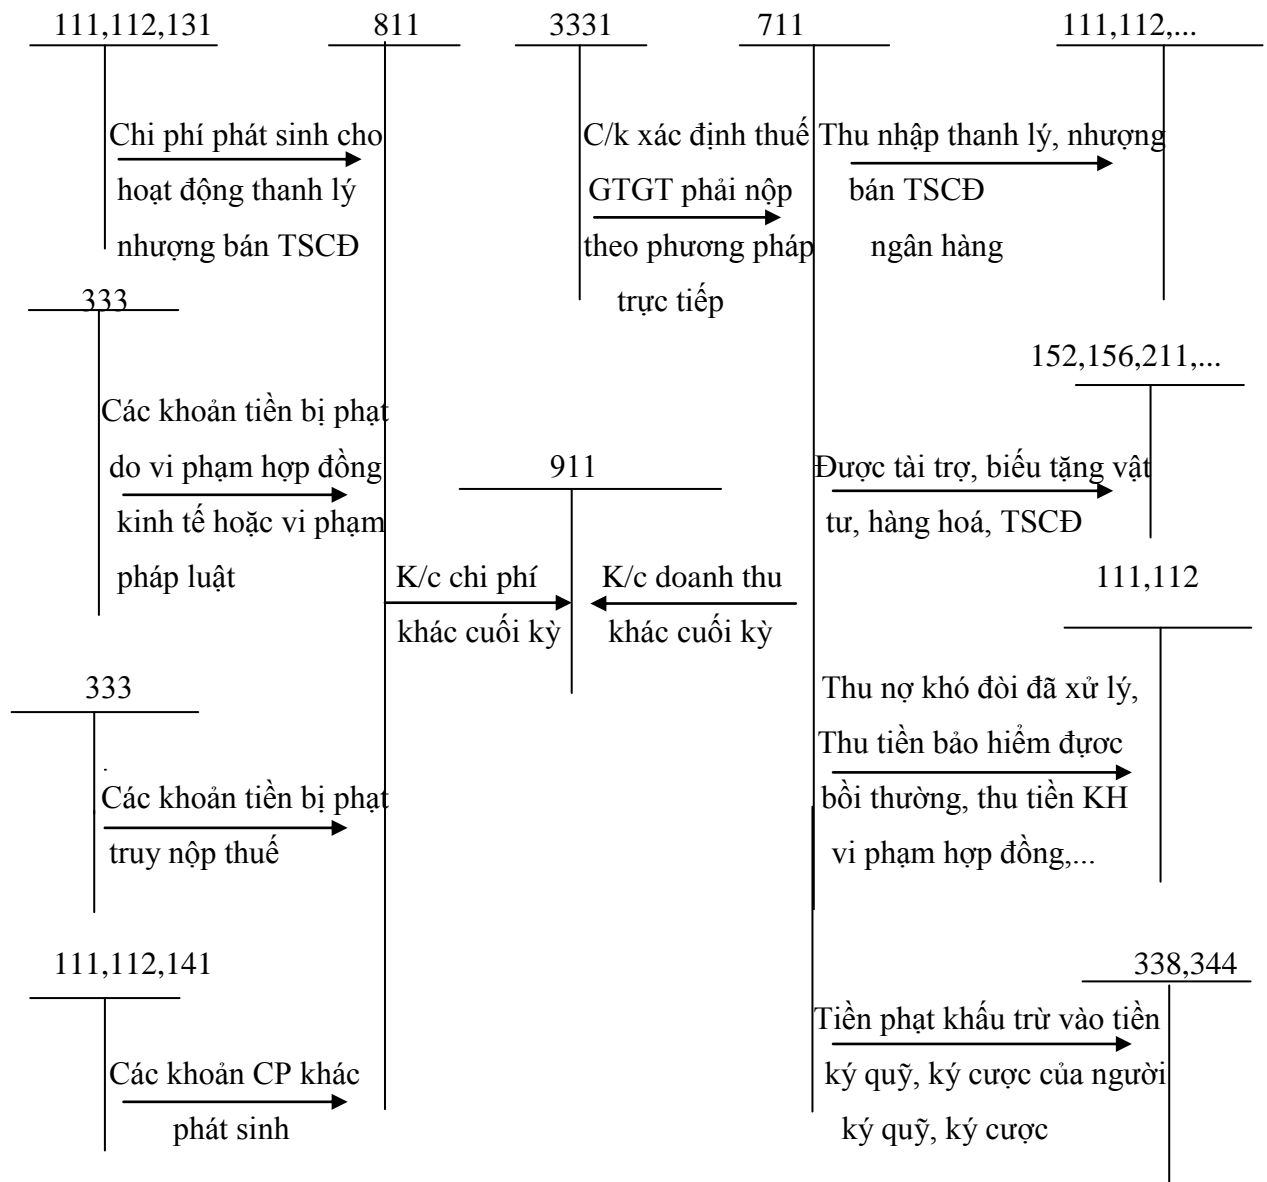 111,112,131
811
3331
711
111,112,...
Chi phí phát sinh cho
hoạt động thanh lý
nhượng bán TSCĐ
C/k xác định thuế
GTGT phải nộp
theo phương pháp
trực tiếp
Thu nhập thanh lý, nhượng
bán TSCĐ
ngân hàng
333
Các khoản tiền bị phạt
do vi phạm hợp đồng
kinh tế hoặc vi phạm
pháp luật
152,156,211,...
Được tài trợ, biếu tặng vật
tư, hàng hoá, TSCĐ
911
K/c chi phí
khác cuối kỳ
K/c doanh thu
khác cuối kỳ
111,112
Thu nợ khó đòi đã xử lý,
Thu tiền bảo hiểm đựơc
bồi thường, thu tiền KH
vi phạm hợp đồng,...
333
.
Các khoản tiền bị phạt
truy nộp thuế
111,112,141
Các khoản CP khác
phát sinh
338,344
Tiền phạt khấu trừ vào tiền
ký quỹ, ký cược của người
ký quỹ, ký cược